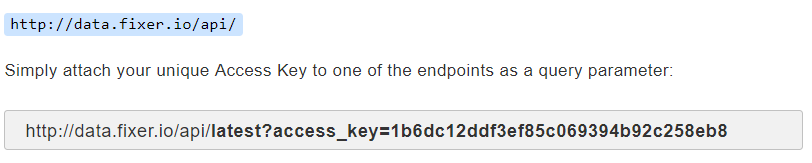 http://data.fixer.io/api/
Simply attach your unique Access Key to one of the endpoints as a query parameter:
http://data.fixer.io/api/latest?access_key=1b6dc12ddf3ef85c069394b92c258eb8